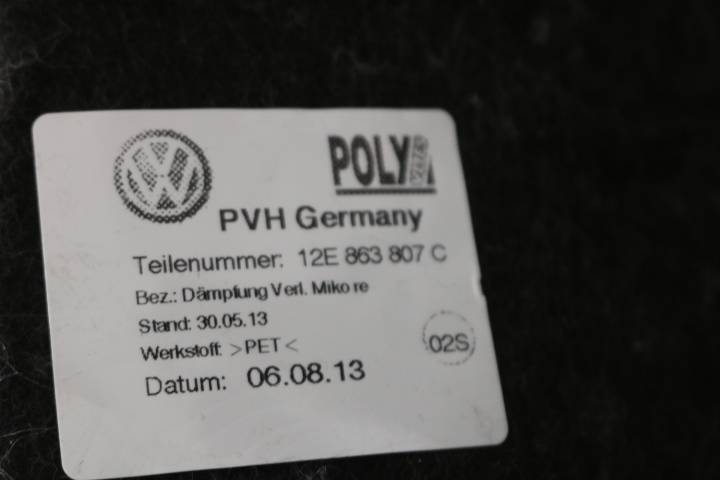 POLY
PVH Germany
Teilenummer: 12E 863 807 C
Bez.: Dämpfung Verl. Miko re
Stand: 30.05.13
Werkstoff: >PET<
02S
Datum: 06.08.13